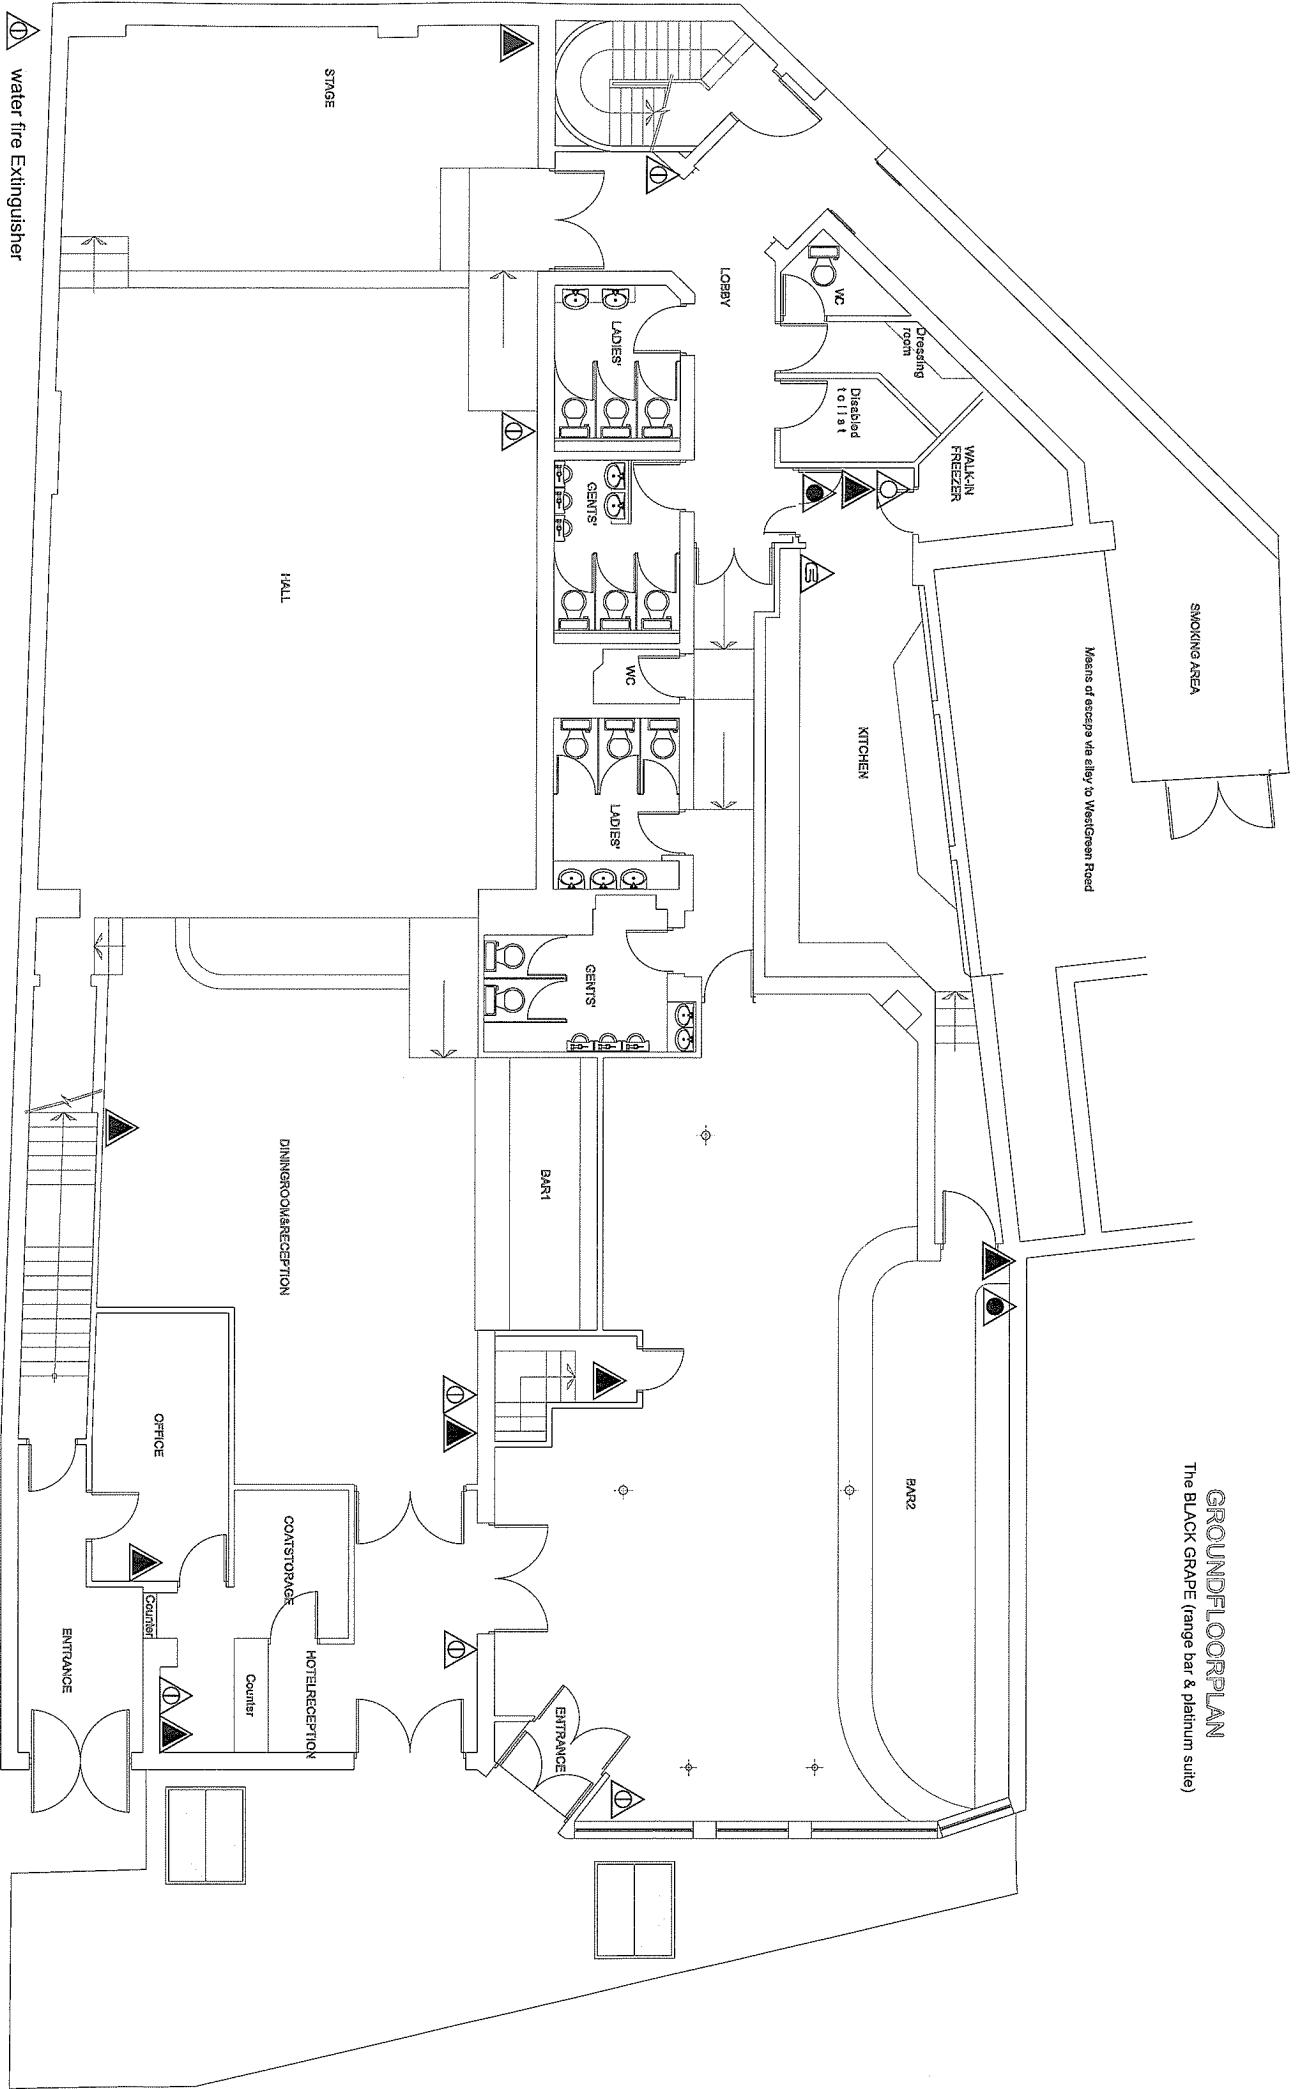 GROUNDFLOORPLAN
The BLACK GRAPE (range bar & platinum suite)
SMOKING AREA
Means of escape via alley to WestGreen Road
WALK-IN
FREEZER
Dressing
room
Disabled
toilet
WC
KITCHEN
BAR2
LOBBY
LADIES'
GENTS'
WC
LADIES'
GENTS'
BAR1
ENTRANCE
STAGE
HALL
DININGROOM&RECEPTION
COATSTORAGE
HOTELRECEPTION
Counter
OFFICE
Counter
ENTRANCE
water fire Extinguisher